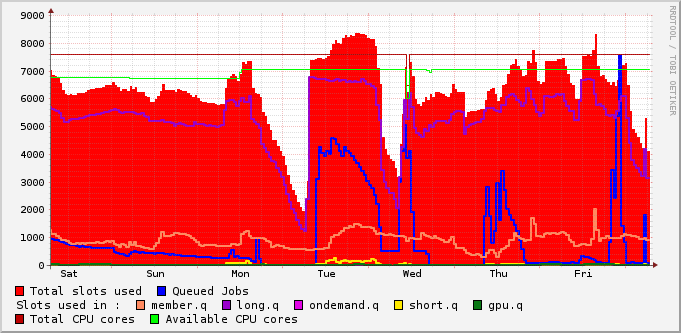 9000
8000
7000
6000
5000
4000
3000
2000
1000
0
Sat Sun Mon Tue Wed Thu Fri
Total slots used Queued Jobs
Slots used in : member.q long.q ondemand.q short.q gpu.q
Total CPU cores Available CPU cores
RRDTOOL / TOBI OETIKER